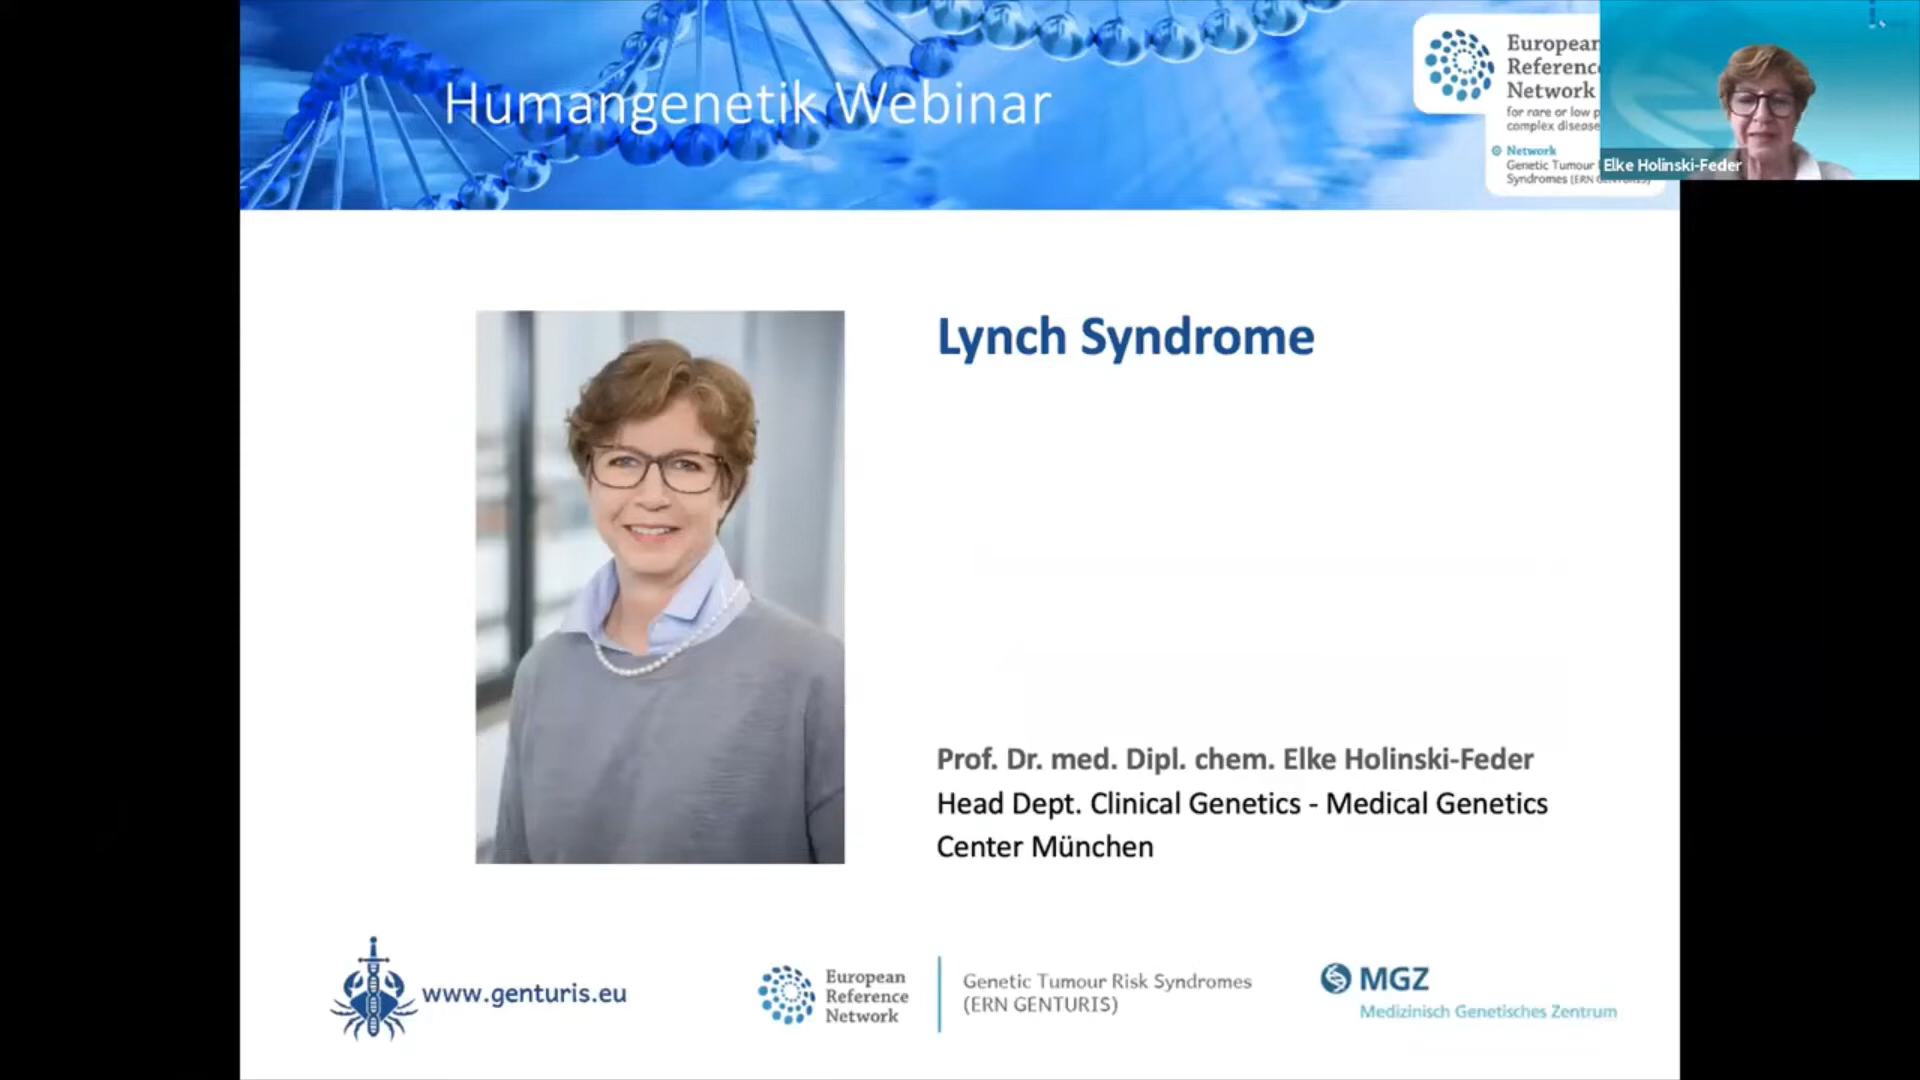 Humangenetik Webinar
European
Reference
Network
for rare or low p
complex disease
Network
Genetic Tumour
Syndromes (ERN
Elke Holinski-Feder
Lynch Syndrome
Prof. Dr. med. Dipl. chem. Elke Holinski-Feder
Head Dept. Clinical Genetics - Medical Genetics
Center München
www.genturis.eu
European
Reference
Network
Genetic Tumour Risk Syndromes
(ERN GENTURIS)
MGZ
Medizinisch Genetisches Zentrum